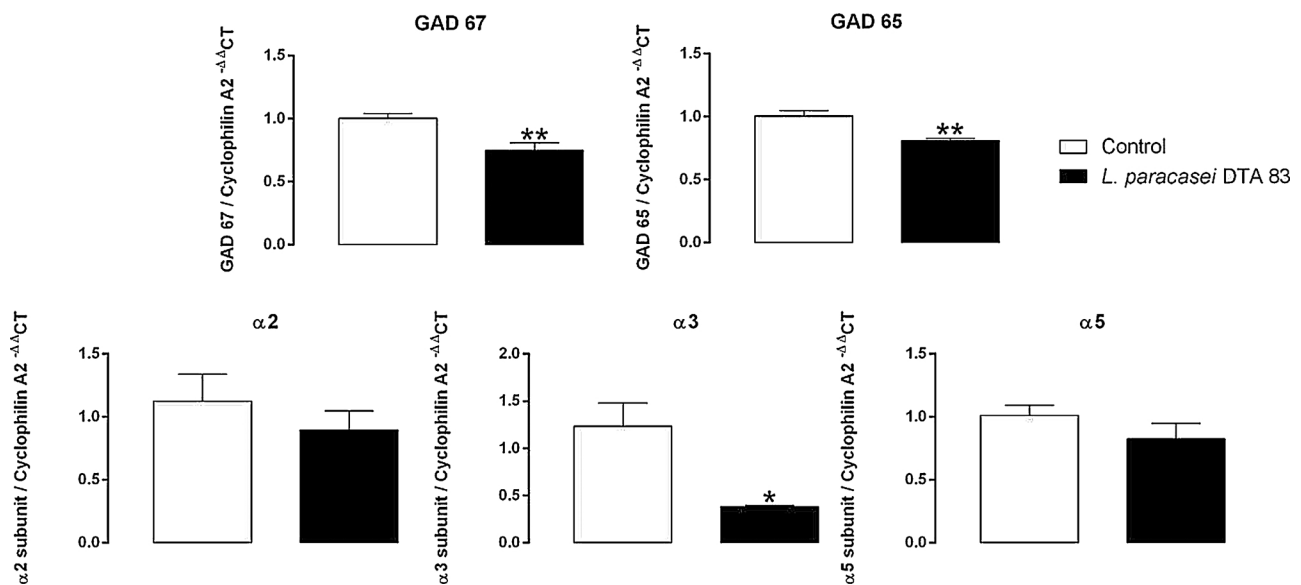 GAD 67
GAD 67 / Cyclophilin A2 -ΔΔCT
1.5
1.0
0.5
0.0
**
GAD 65
GAD 65 / Cyclophilin A2 -ΔΔCT
1.5
1.0
0.5
0.0
**
Control
L. paracasei DTA 83
α2
α2 subunit / Cyclophilin A2 -ΔΔCT
1.5
1.0
0.5
0.0
α3
α3 subunit / Cyclophilin A2 -ΔΔCT
2.0
1.5
1.0
0.5
0.0
*
α5
α5 subunit / Cyclophilin A2 -ΔΔCT
1.5
1.0
0.5
0.0